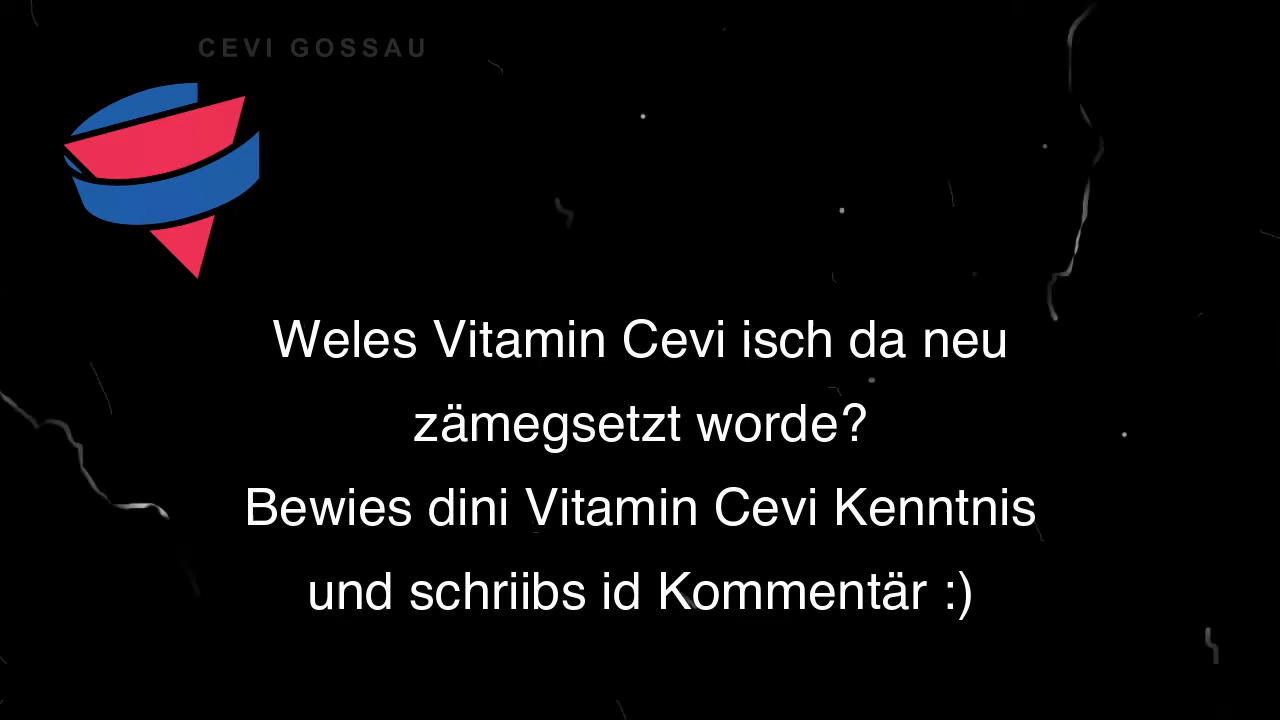 CEVI GOSSAU
Weles Vitamin Cevi isch da neu
zämegsetzt worde?
Bewies dini Vitamin Cevi Kenntnis
und schriibs id Kommentär :)